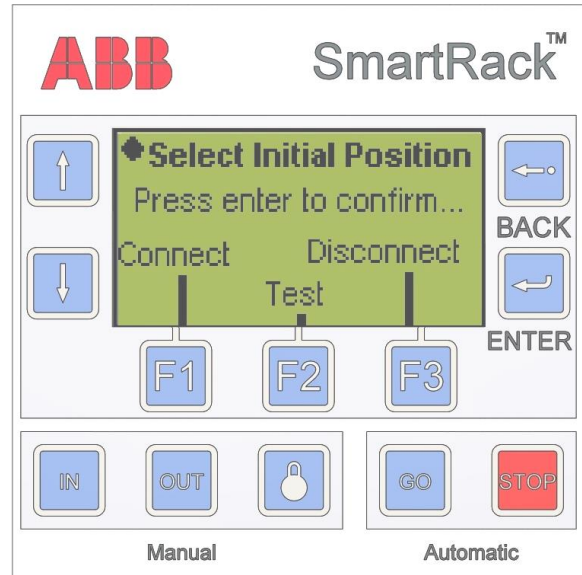 ABB SmartRack™
Select Initial Position
Press enter to confirm...
Connect Disconnect
Test
BACK
ENTER
F1 F2 F3
IN OUT GO STOP
Manual Automatic